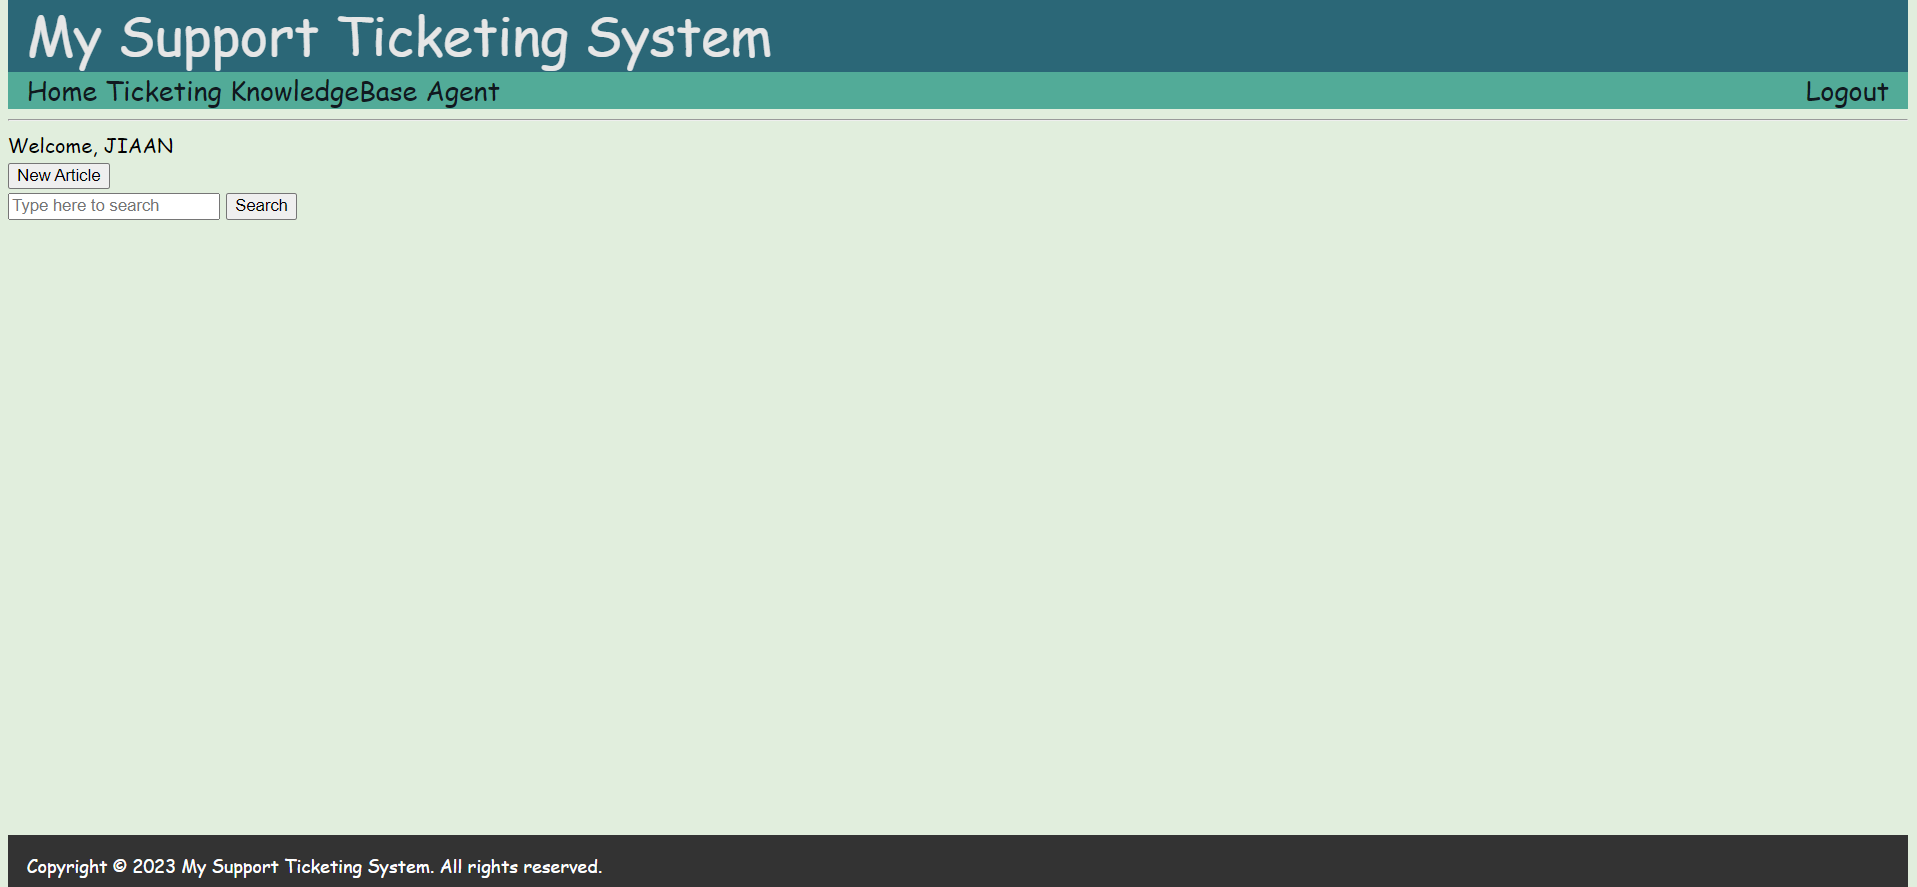 My Support Ticketing System
Home Ticketing KnowledgeBase Agent Logout
Welcome, JIAAN
New Article
Type here to search Search
Copyright © 2023 My Support Ticketing System. All rights reserved.